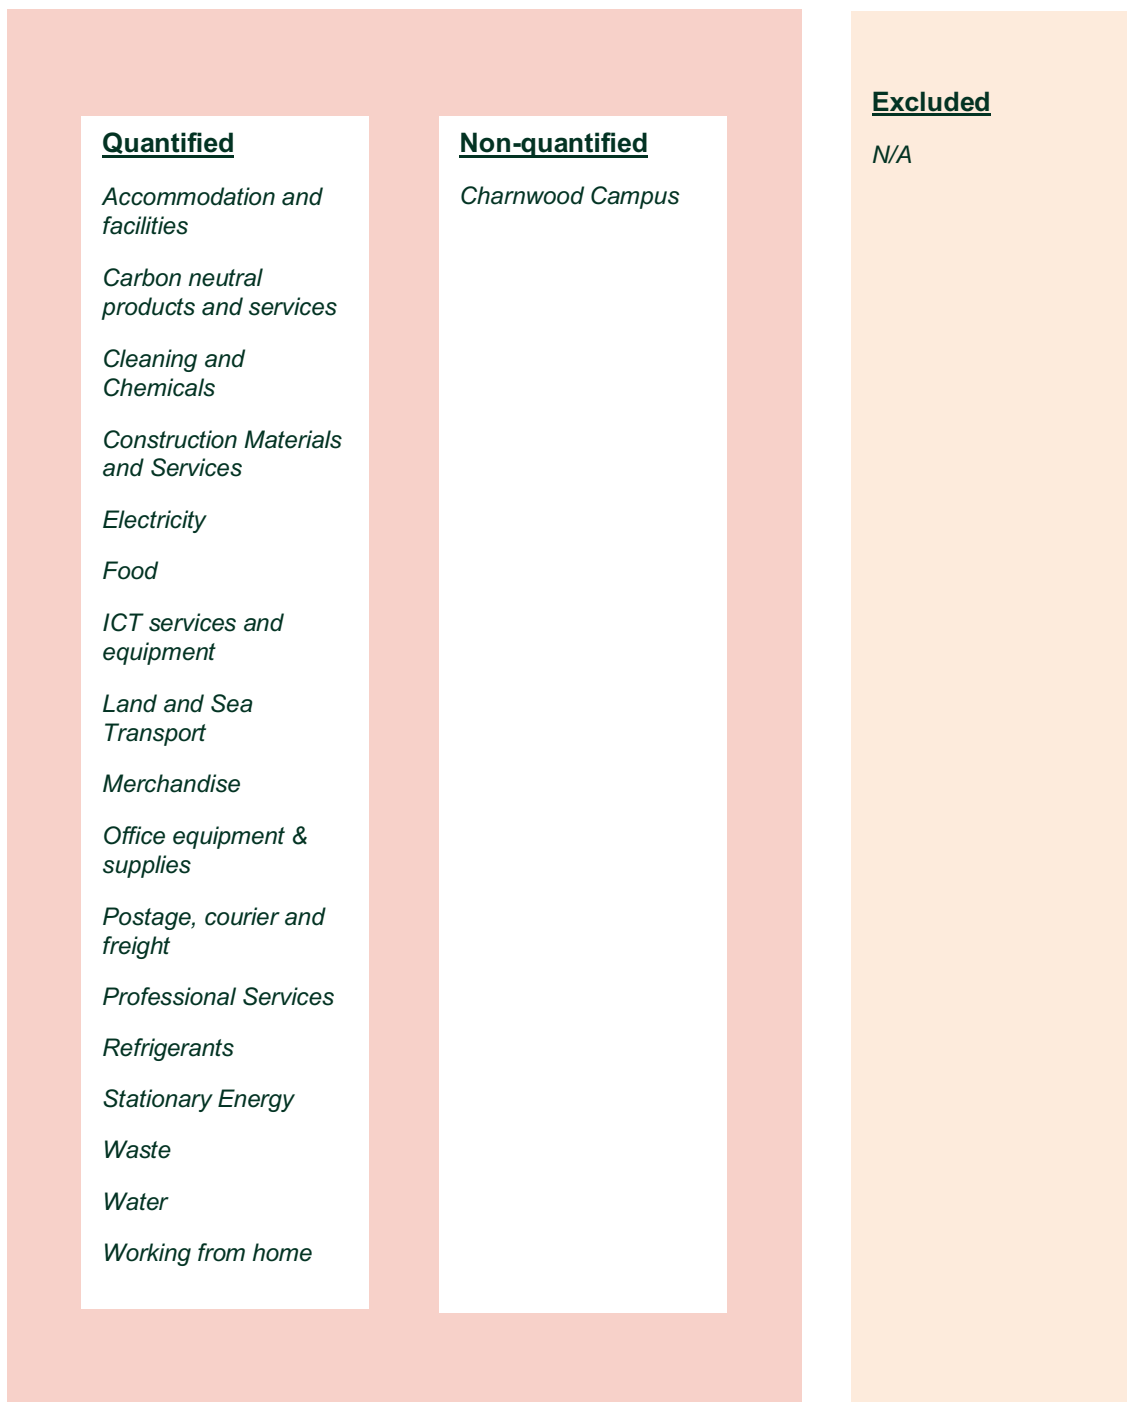 Quantified
Accommodation and
facilities
Carbon neutral
products and services
Cleaning and
Chemicals
Construction Materials
and Services
Electricity
Food
ICT services and
equipment
Land and Sea
Transport
Merchandise
Office equipment &
supplies
Postage, courier and
freight
Professional Services
Refrigerants
Stationary Energy
Waste
Water
Working from home
Non-quantified
Charnwood Campus
Excluded
N/A